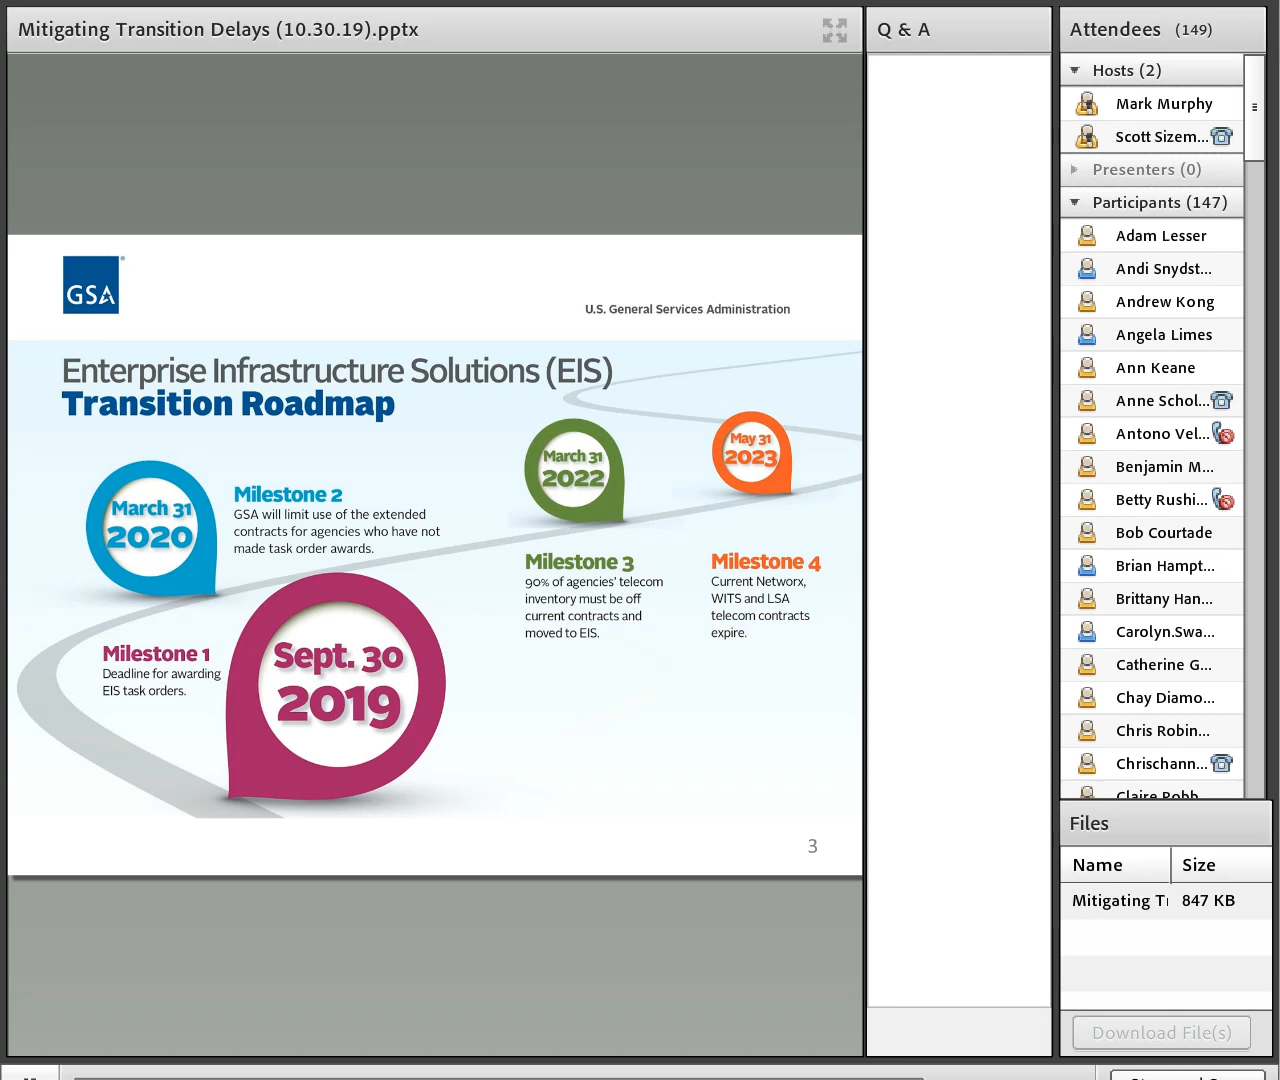 Mitigating Transition Delays (10.30.19).pptx
GSA
U.S. General Services Administration
Enterprise Infrastructure Solutions (EIS)
Transition Roadmap
March 31
2020
Milestone 2
GSA will limit use of the extended
contracts for agencies who have not
made task order awards.
March 31
2022
May 31
2023
Milestone 3
90% of agencies' telecom
inventory must be off
current contracts and
moved to EIS.
Milestone 4
Current Networx,
WITS and LSA
telecom contracts
expire.
Milestone 1
Deadline for awarding
EIS task orders.
Sept. 30
2019
3
Q & A
Attendees (149)
Hosts (2)
Mark Murphy
Scott Sizem...
Presenters (0)
Participants (147)
Adam Lesser
Andi Snydst...
Andrew Kong
Angela Limes
Ann Keane
Anne Schol...
Antono Vel...
Benjamin M...
Betty Rushi...
Bob Courtade
Brian Hampt...
Brittany Han...
Carolyn.Swa...
Catherine G...
Chay Diamo...
Chris Robin...
Chrischann...
Claire Robb
Files
Name Size
Mitigating 847 KB
Download File(s)